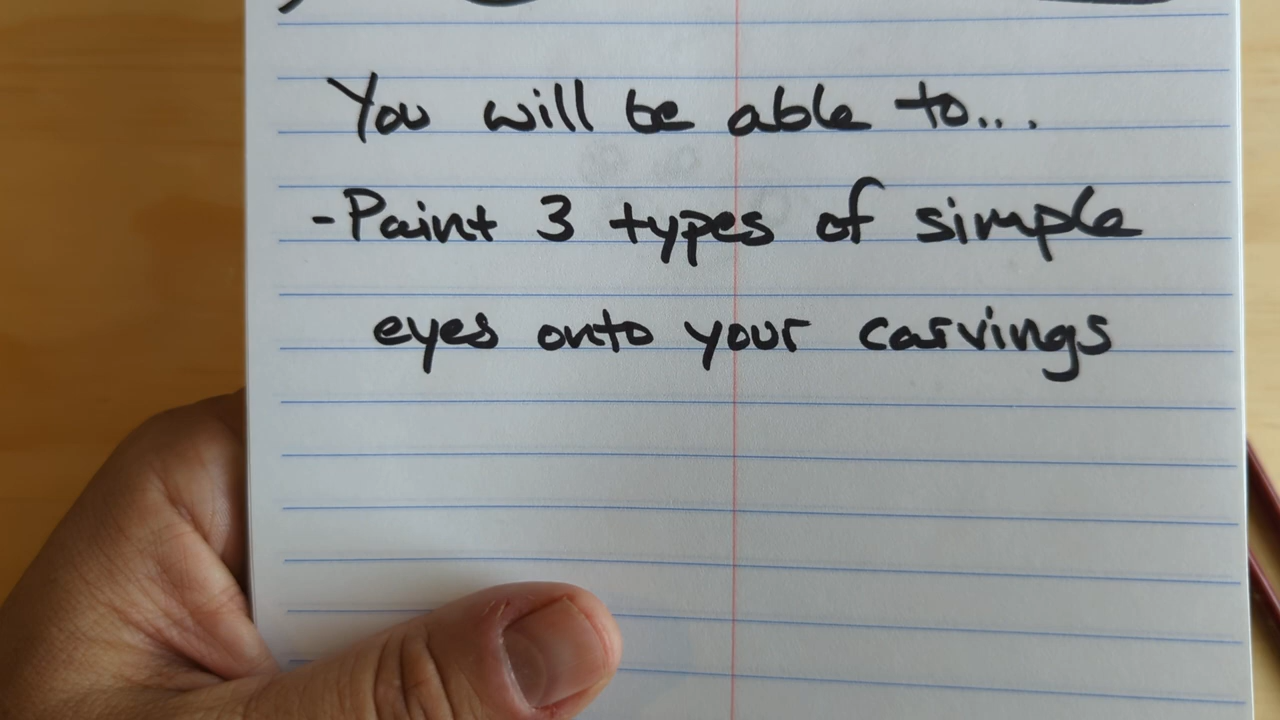 You will be able to...
-Paint 3 types of simple
eyes onto your carvings